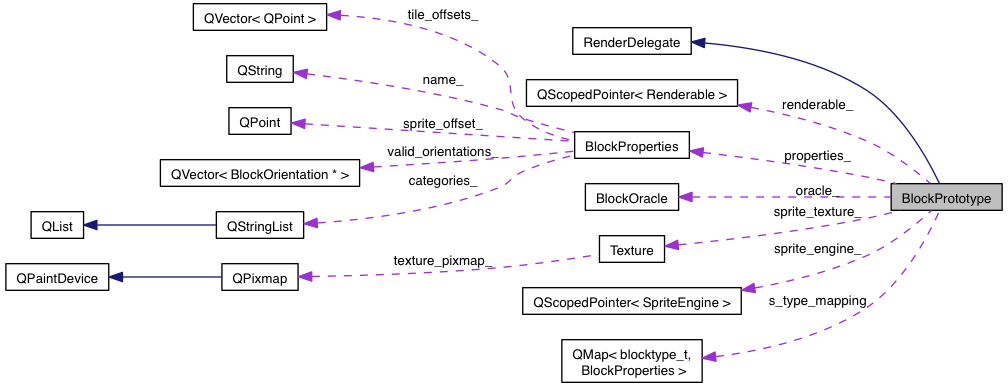 QVector< QPoint >
tile_offsets_
RenderDelegate
QString
name_
QScopedPointer< Renderable >
renderable_
QPoint
sprite_offset_
BlockProperties
properties_
valid_orientations_
QVector< BlockOrientation * >
categories_
BlockOracle
oracle_
BlockPrototype
QList
QStringList
sprite_texture_
Texture
sprite_engine_
texture_pixmap_
QPaintDevice
QPixmap
QScopedPointer< SpriteEngine >
s_type_mapping
QMap< blocktype_t,
BlockProperties >